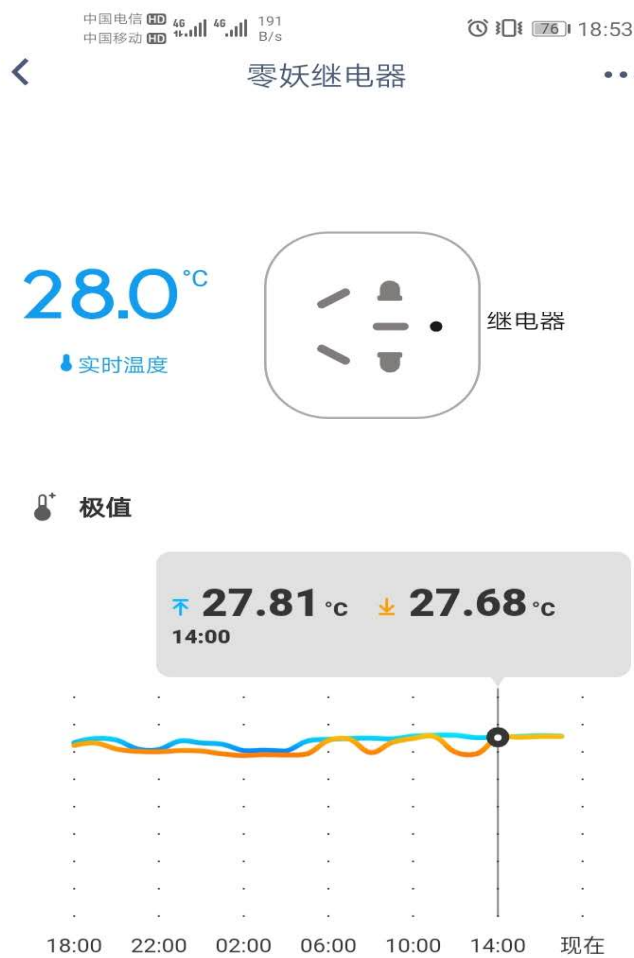 中国电信 HD 4G 4G 191
中国移动 HD 1L B/s 76 18:53
零妖继电器
28.0 °C
实时温度
继电器
极值
27.81 °C 27.68 °C
14:00
18:00 22:00 02:00 06:00 10:00 14:00 现在